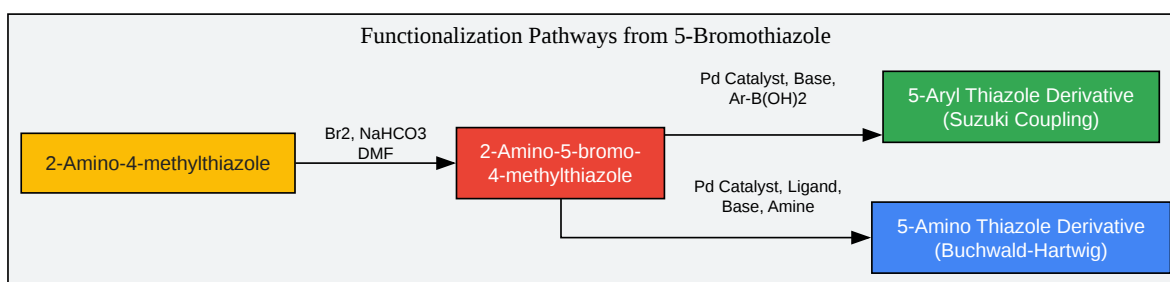 Functionalization Pathways from 5-Bromothiazole
2-Amino-4-methylthiazole
Br2, NaHCO3
DMF
2-Amino-5-bromo-
4-methylthiazole
Pd Catalyst, Base,
Ar-B(OH)2
5-Aryl Thiazole Derivative
(Suzuki Coupling)
Pd Catalyst, Ligand,
Base, Amine
5-Amino Thiazole Derivative
(Buchwald-Hartwig)